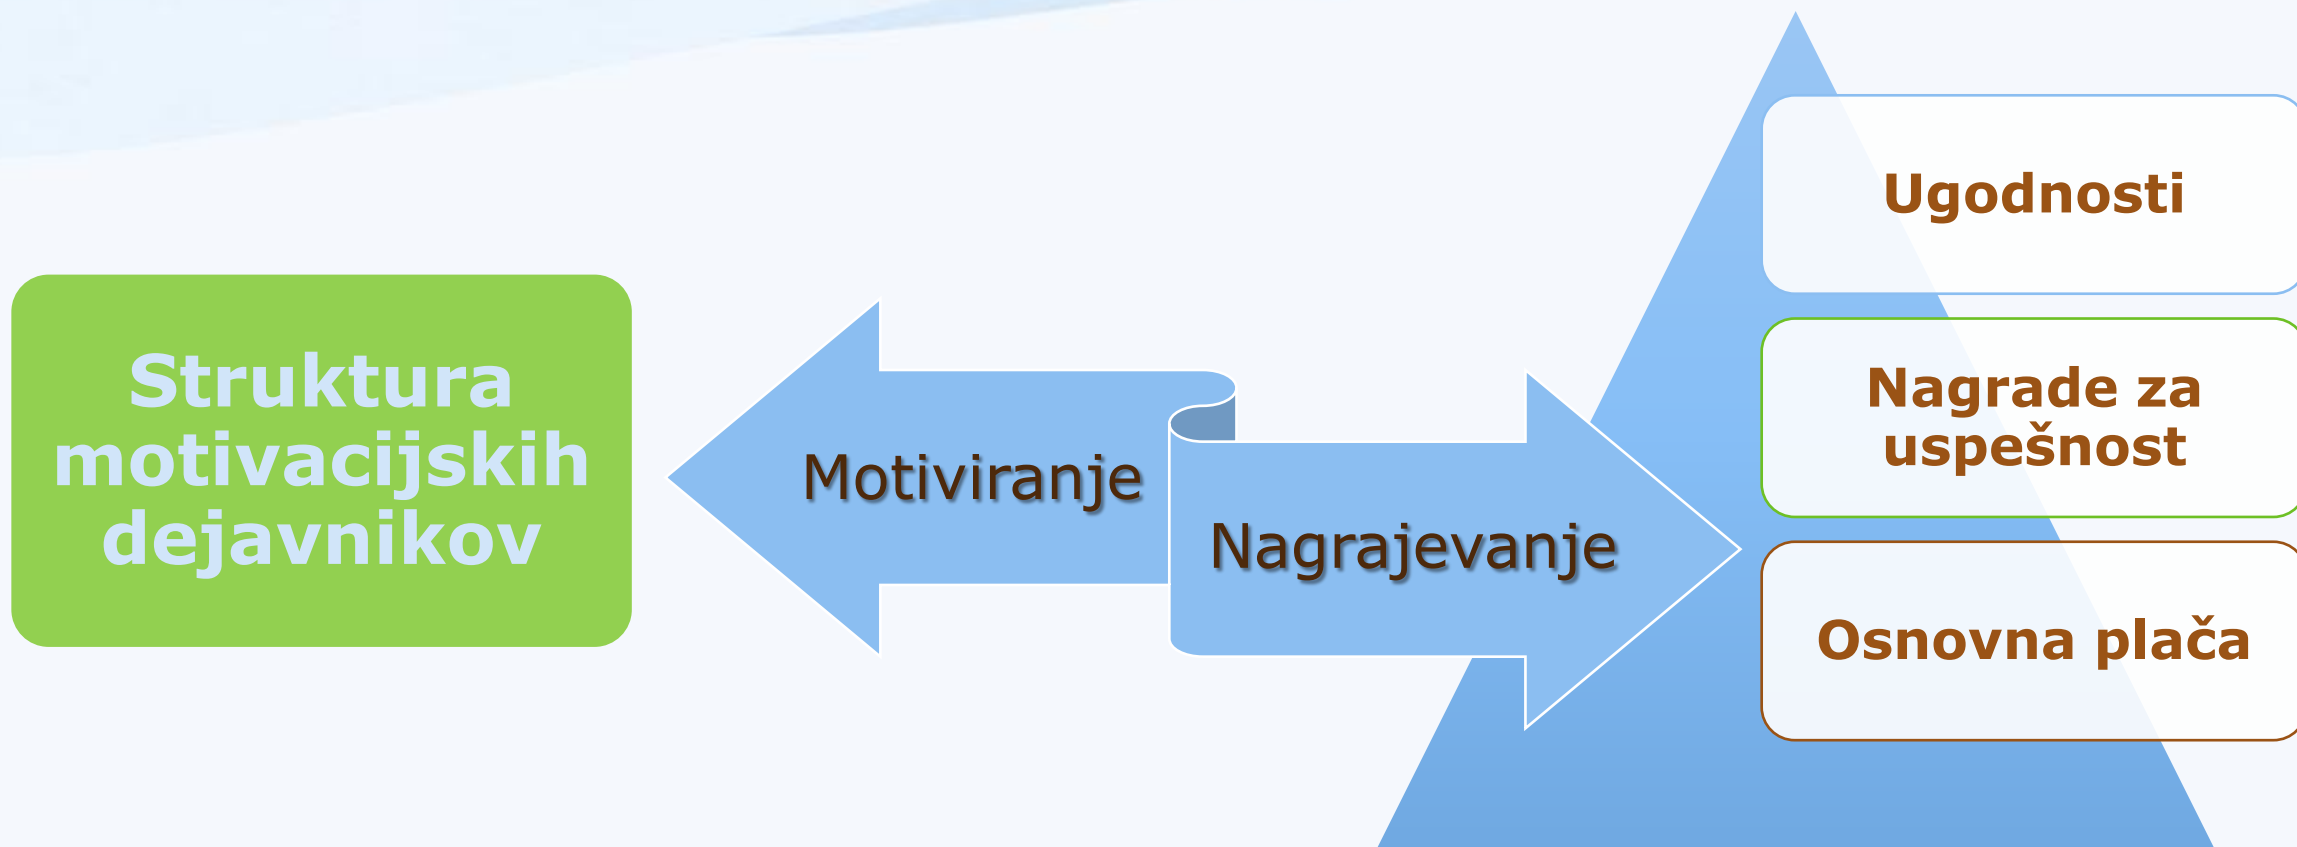 Struktura
motivacijskih
dejavnikov
Motiviranje
Nagrajevanje
Ugodnosti
Nagrade za
uspešnost
Osnovna plača